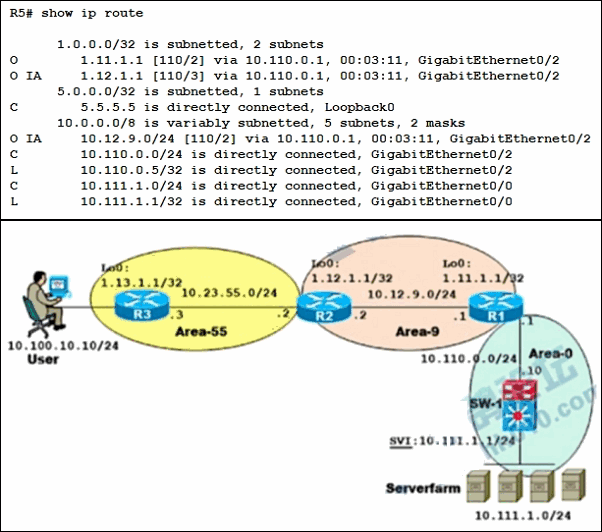 R5# show ip route
1.0.0.0/32 is subnetted, 2 subnets
O 1.11.1.1 [110/2] via 10.110.0.1, 00:03:11, GigabitEthernet0/2
O IA 1.12.1.1 [110/3] via 10.110.0.1, 00:03:11, GigabitEthernet0/2
5.0.0.0/32 is subnetted, 1 subnets
C 5.5.5.5 is directly connected, Loopback0
10.0.0.0/8 is variably subnetted, 5 subnets, 2 masks
O IA 10.12.9.0/24 [110/2] via 10.110.0.1, 00:03:11, GigabitEthernet0/2
C 10.110.0.0/24 is directly connected, GigabitEthernet0/2
L 10.110.0.5/32 is directly connected, GigabitEthernet0/2
C 10.111.1.0/24 is directly connected, GigabitEthernet0/0
L 10.111.1.1/32 is directly connected, GigabitEthernet0/0
Lo0:
1.13.1.1/32
Lo0:
1.12.1.1/32
Lo0:
1.11.1.1/32
10.23.55.0/24
10.12.9.0/24
R3
.3
.2
R2
.2
.1
R1
.1
Area-55
Area-9
10.100.10.10/24
User
10.110.0.0/24
Area-0
.10
SW-1
SVI:10.111.1.1/24
Serverfarm
10.111.1.0/24